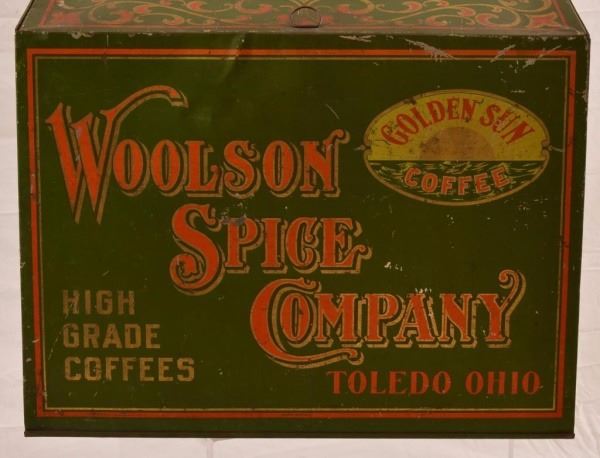 WOOLSON
SPICE
COMPANY
GOLDEN SUN
COFFEE
HIGH
GRADE
COFFEES
TOLEDO OHIO